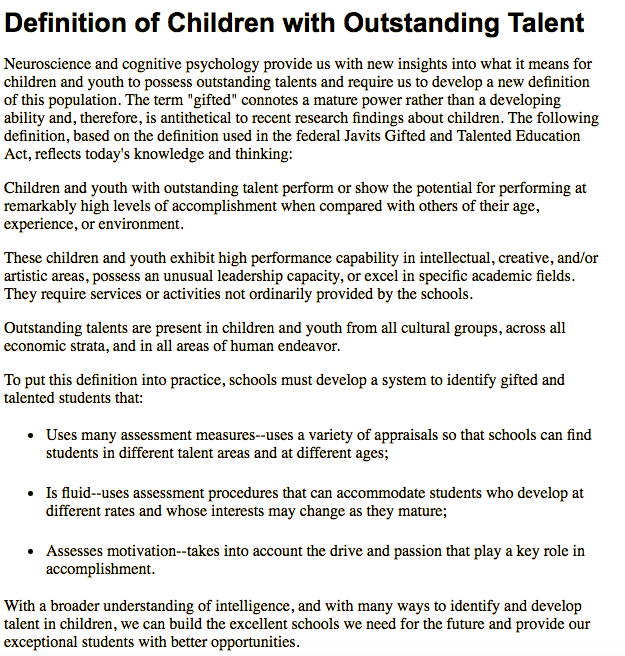 Definition of Children with Outstanding Talent
Neuroscience and cognitive psychology provide us with new insights into what it means for
children and youth to possess outstanding talents and require us to develop a new definition
of this population. The term "gifted" connotes a mature power rather than a developing
ability and, therefore, is antithetical to recent research findings about children. The following
definition, based on the definition used in the federal Javits Gifted and Talented Education
Act, reflects today's knowledge and thinking:
Children and youth with outstanding talent perform or show the potential for performing at
remarkably high levels of accomplishment when compared with others of their age,
experience, or environment.
These children and youth exhibit high performance capability in intellectual, creative, and/or
artistic areas, possess an unusual leadership capacity, or excel in specific academic fields.
They require services or activities not ordinarily provided by the schools.
Outstanding talents are present in children and youth from all cultural groups, across all
economic strata, and in all areas of human endeavor.
To put this definition into practice, schools must develop a system to identify gifted and
talented students that:
• Uses many assessment measures--uses a variety of appraisals so that schools can find
students in different talent areas and at different ages;
• Is fluid--uses assessment procedures that can accommodate students who develop at
different rates and whose interests may change as they mature;
• Assesses motivation--takes into account the drive and passion that play a key role in
accomplishment.
With a broader understanding of intelligence, and with many ways to identify and develop
talent in children, we can build the excellent schools we need for the future and provide our
exceptional students with better opportunities.